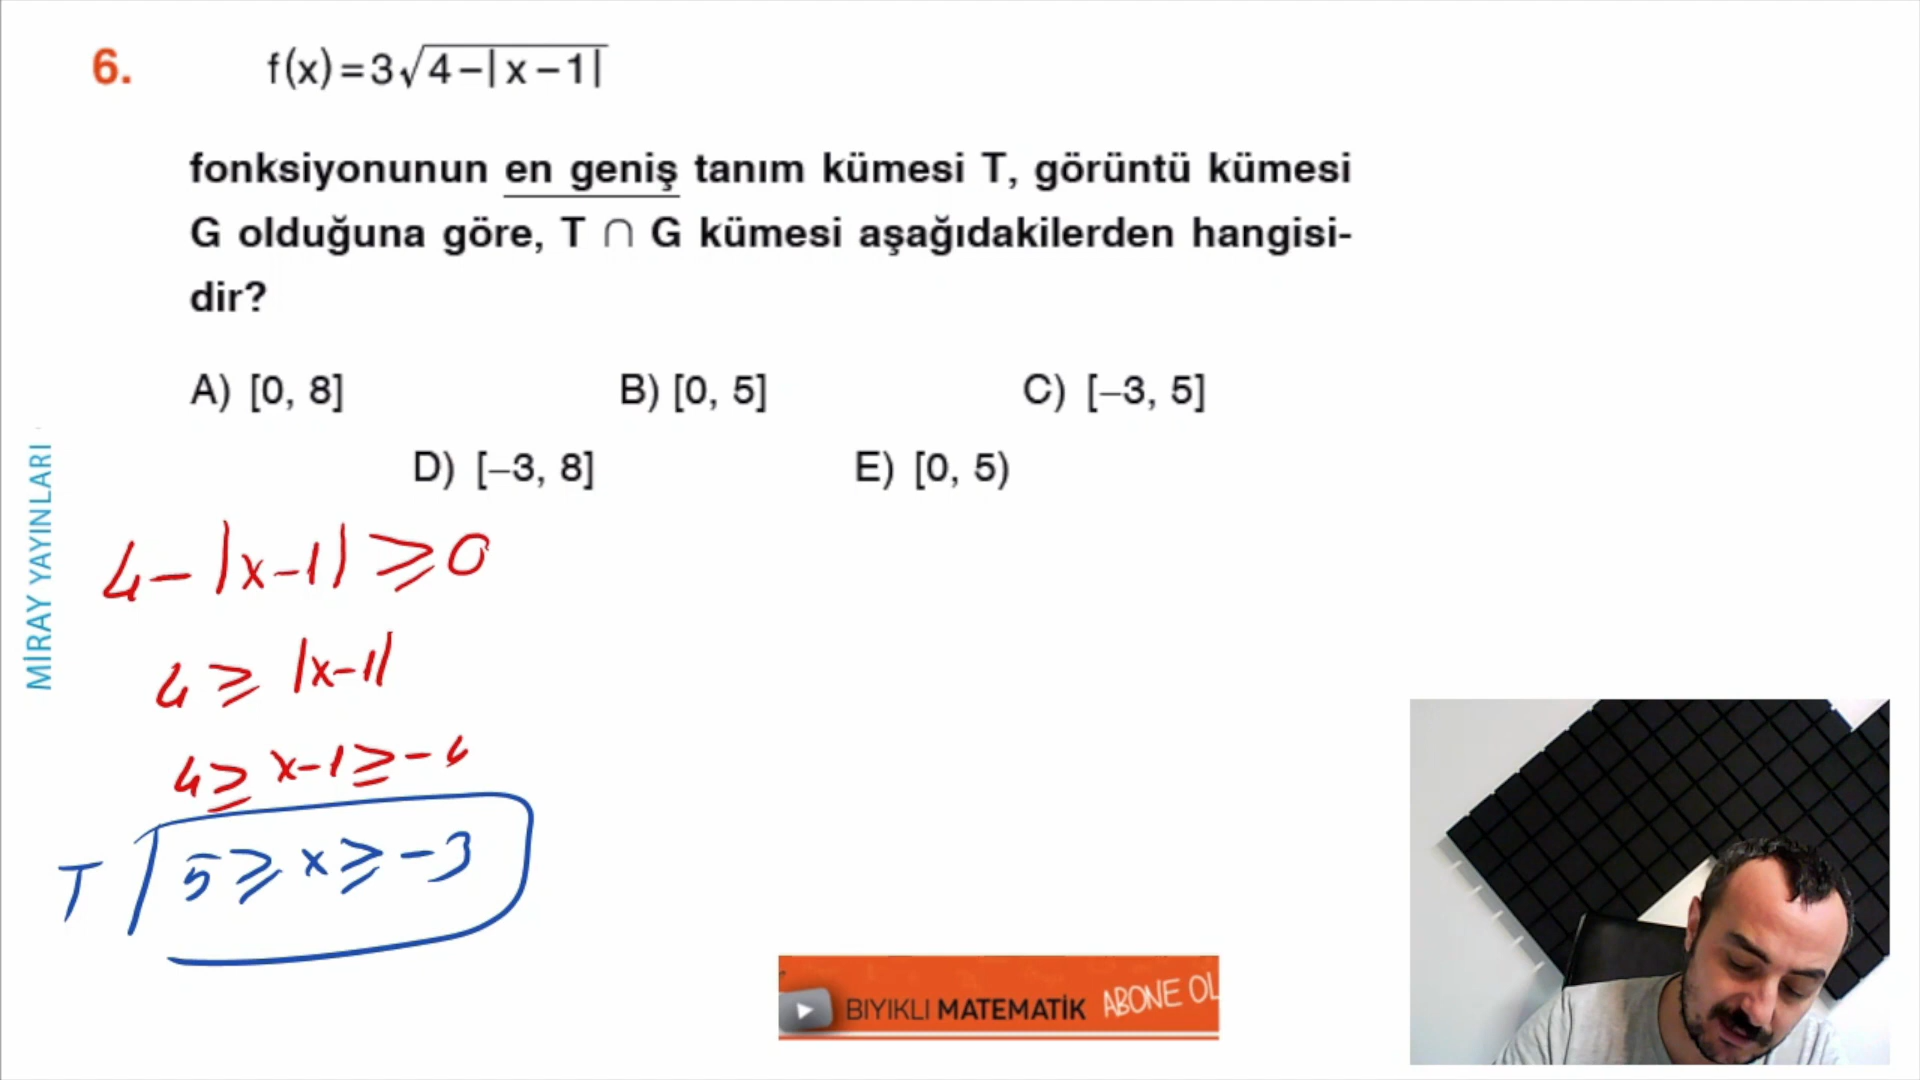 6. f(x)=3√4−|x−1|
fonksiyonunun en geniş tanım kümesi T, görüntü kümesi
G olduğuna göre, T ∩ G kümesi aşağıdakilerden hangisi-
dir?
A) [0, 8] B) [0, 5] C) [−3, 5]
D) [−3, 8] E) [0, 5)
MİRAY YAYINLARI
4−|x−1| ≥ 0
4 ≥ |x−1|
4 ≥ x−1 ≥ −4
T 5 ≥ x ≥ −3
BIYIKLI MATEMATİK ABONE OL